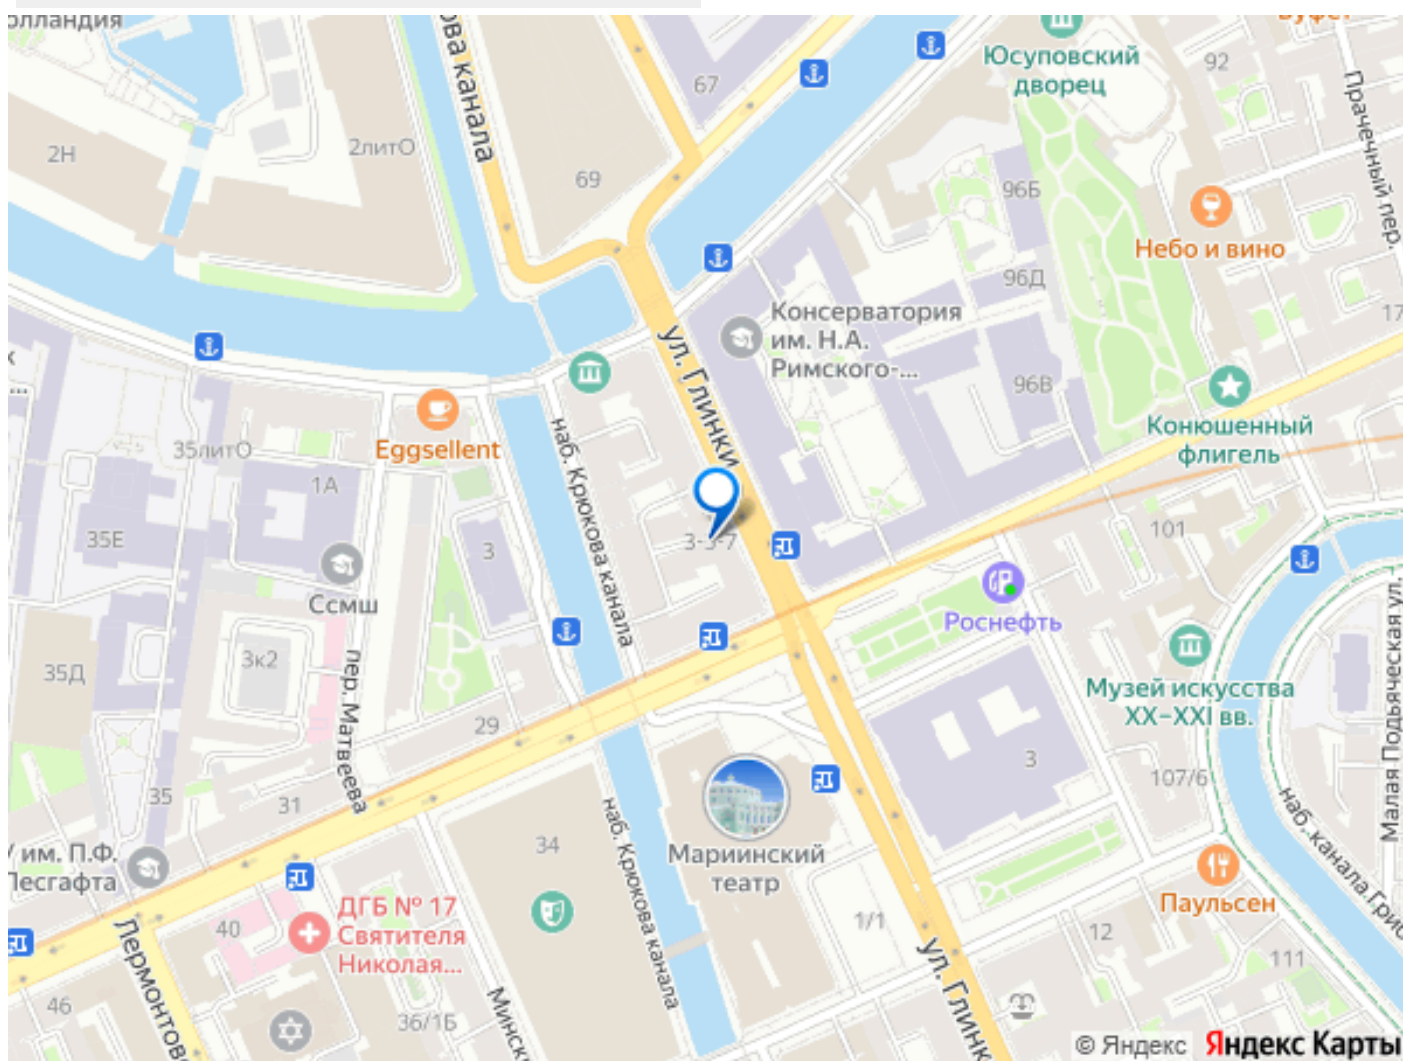 олландия
ова канала
67
Юсуповский
дворец
Буфет
92
Прачечный пер.
2Н
2литО
69
96Б
Небо и вино
96Д
17
Консерватория
им. Н.А.
Римского-...
ул. Глинки
96В
Конюшенный
флигель
Eggsellent
наб. Крюкова канала
35литО
1А
35Е
3
3-5-7
101
Ссмш
Роснефть
3к2
35Д
пер. Матвеева
29
Музей искусства
XX–XXI вв.
Малая Подьяческая ул.
3
107/6
35
31
наб. Крюкова канала
34
Мариинский
театр
наб. канала Грибо
им. П.Ф.
Лесгафта
ДГБ № 17
Святителя
Николая...
40
Паульсен
1/1
12
111
ул. Глинк
Лермонтов
46
36/1Б
Минск
© Яндекс Яндекс Карты